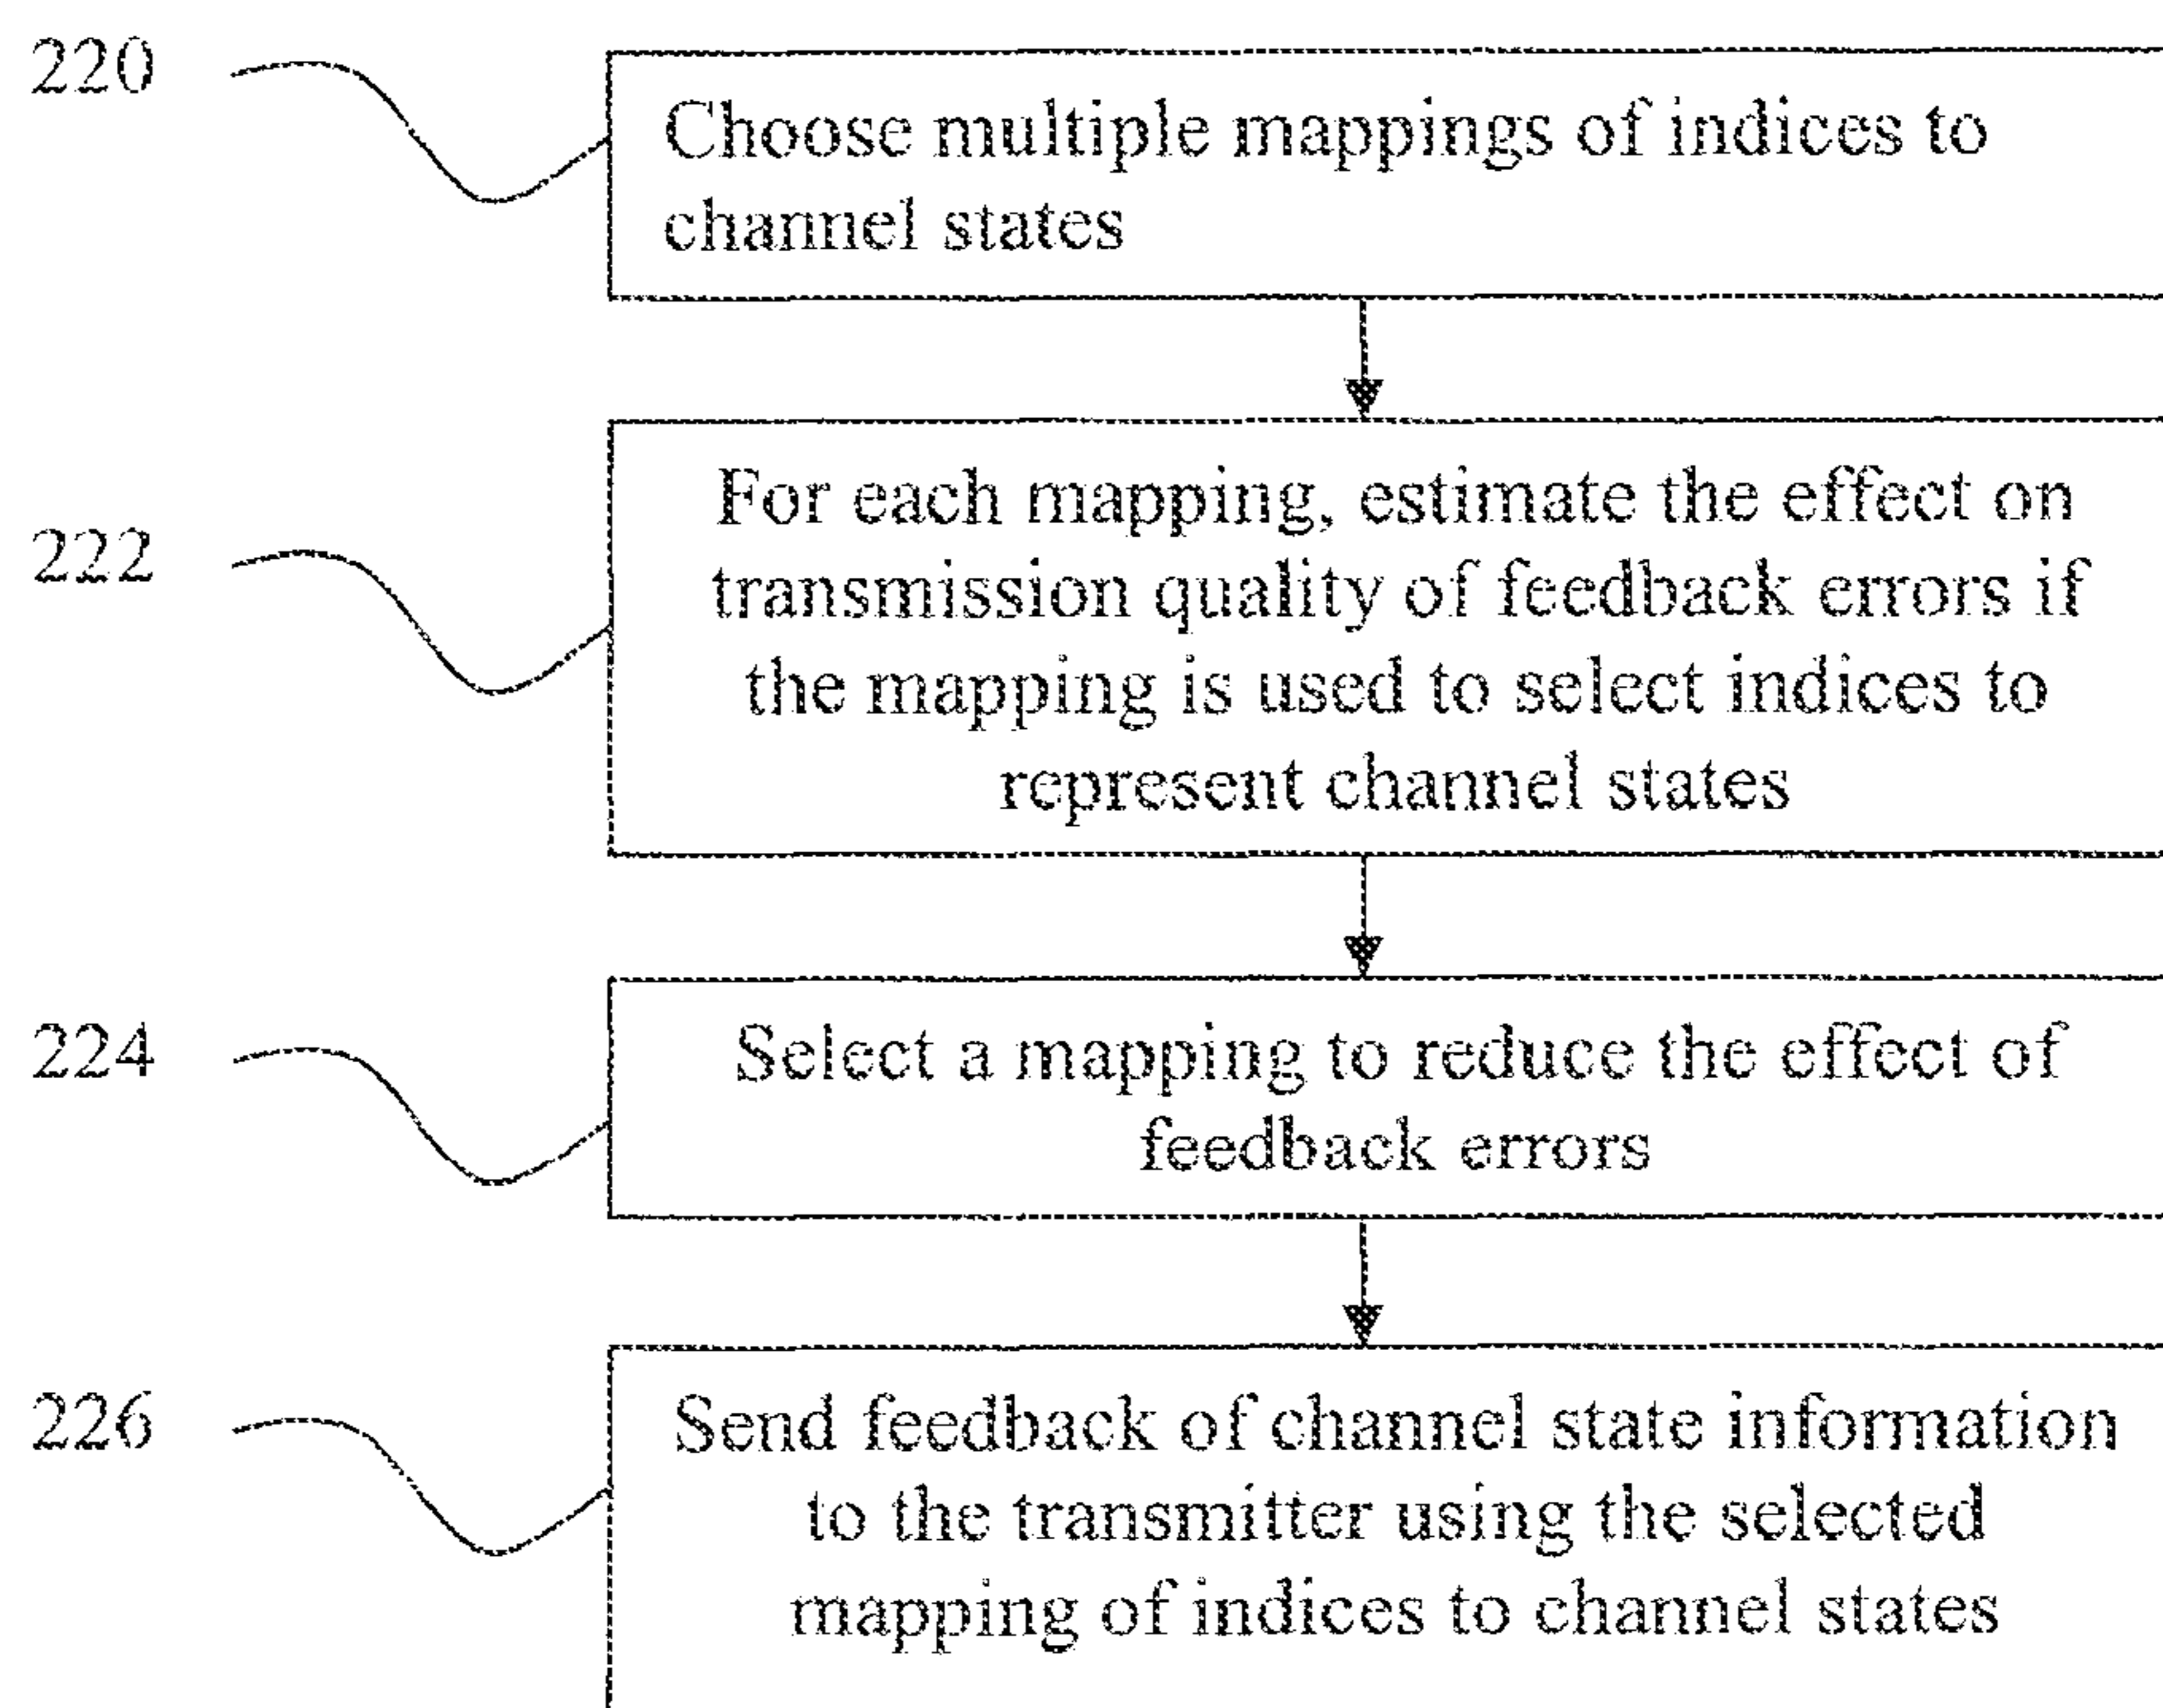 220
Choose multiple mappings of indices to
channel states
222
For each mapping, estimate the effect on
transmission quality of feedback errors if
the mapping is used to select indices to
represent channel states
224
Select a mapping to reduce the effect of
feedback errors
226
Send feedback of channel state information
to the transmitter using the selected
mapping of indices to channel states